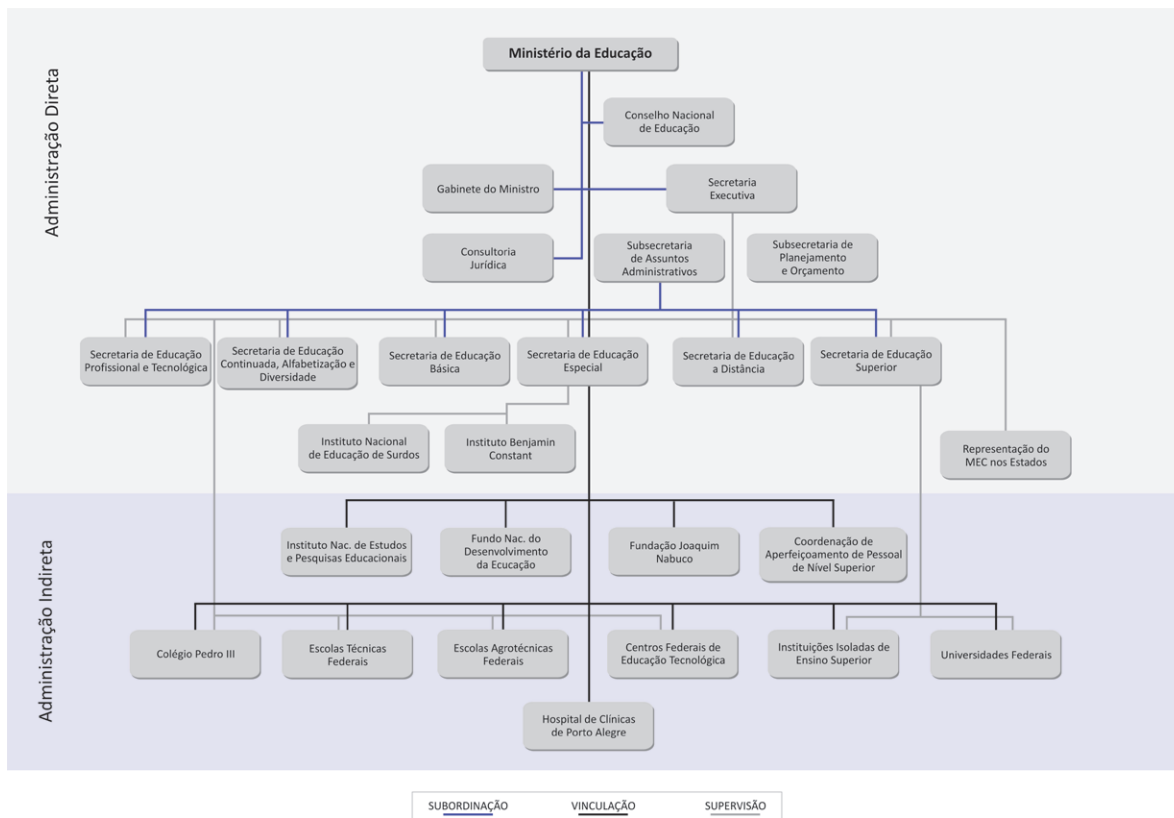 Administração Direta
Ministério da Educação
Conselho Nacional
de Educação
Gabinete do Ministro
Secretaria
Executiva
Consultoria
Jurídica
Subsecretaria
de Assuntos
Administrativos
Subsecretaria de
Planejamento
e Orçamento
Secretaria de Educação
Profissional e Tecnológica
Secretaria de Educação
Continuada, Alfabetização e
Diversidade
Secretaria de Educação
Básica
Secretaria de Educação
Especial
Secretaria de Educação
a Distância
Secretaria de Educação
Superior
Instituto Nacional
de Educação de Surdos
Instituto Benjamin
Constant
Representação do
MEC nos Estados
Administração Indireta
Instituto Nac. de Estudos
e Pesquisas Educacionais
Fundo Nac. do
Desenvolvimento
da Ecucação
Fundação Joaquim
Nabuco
Coordenação de
Aperfeiçoamento de Pessoal
de Nível Superior
Colégio Pedro III
Escolas Técnicas
Federais
Escolas Agrotécnicas
Federais
Centros Federais de
Educação Tecnológica
Instituições Isoladas de
Ensino Superior
Universidades Federais
Hospital de Clínicas
de Porto Alegre
SUBORDINAÇÃO
VINCULAÇÃO
SUPERVISÃO